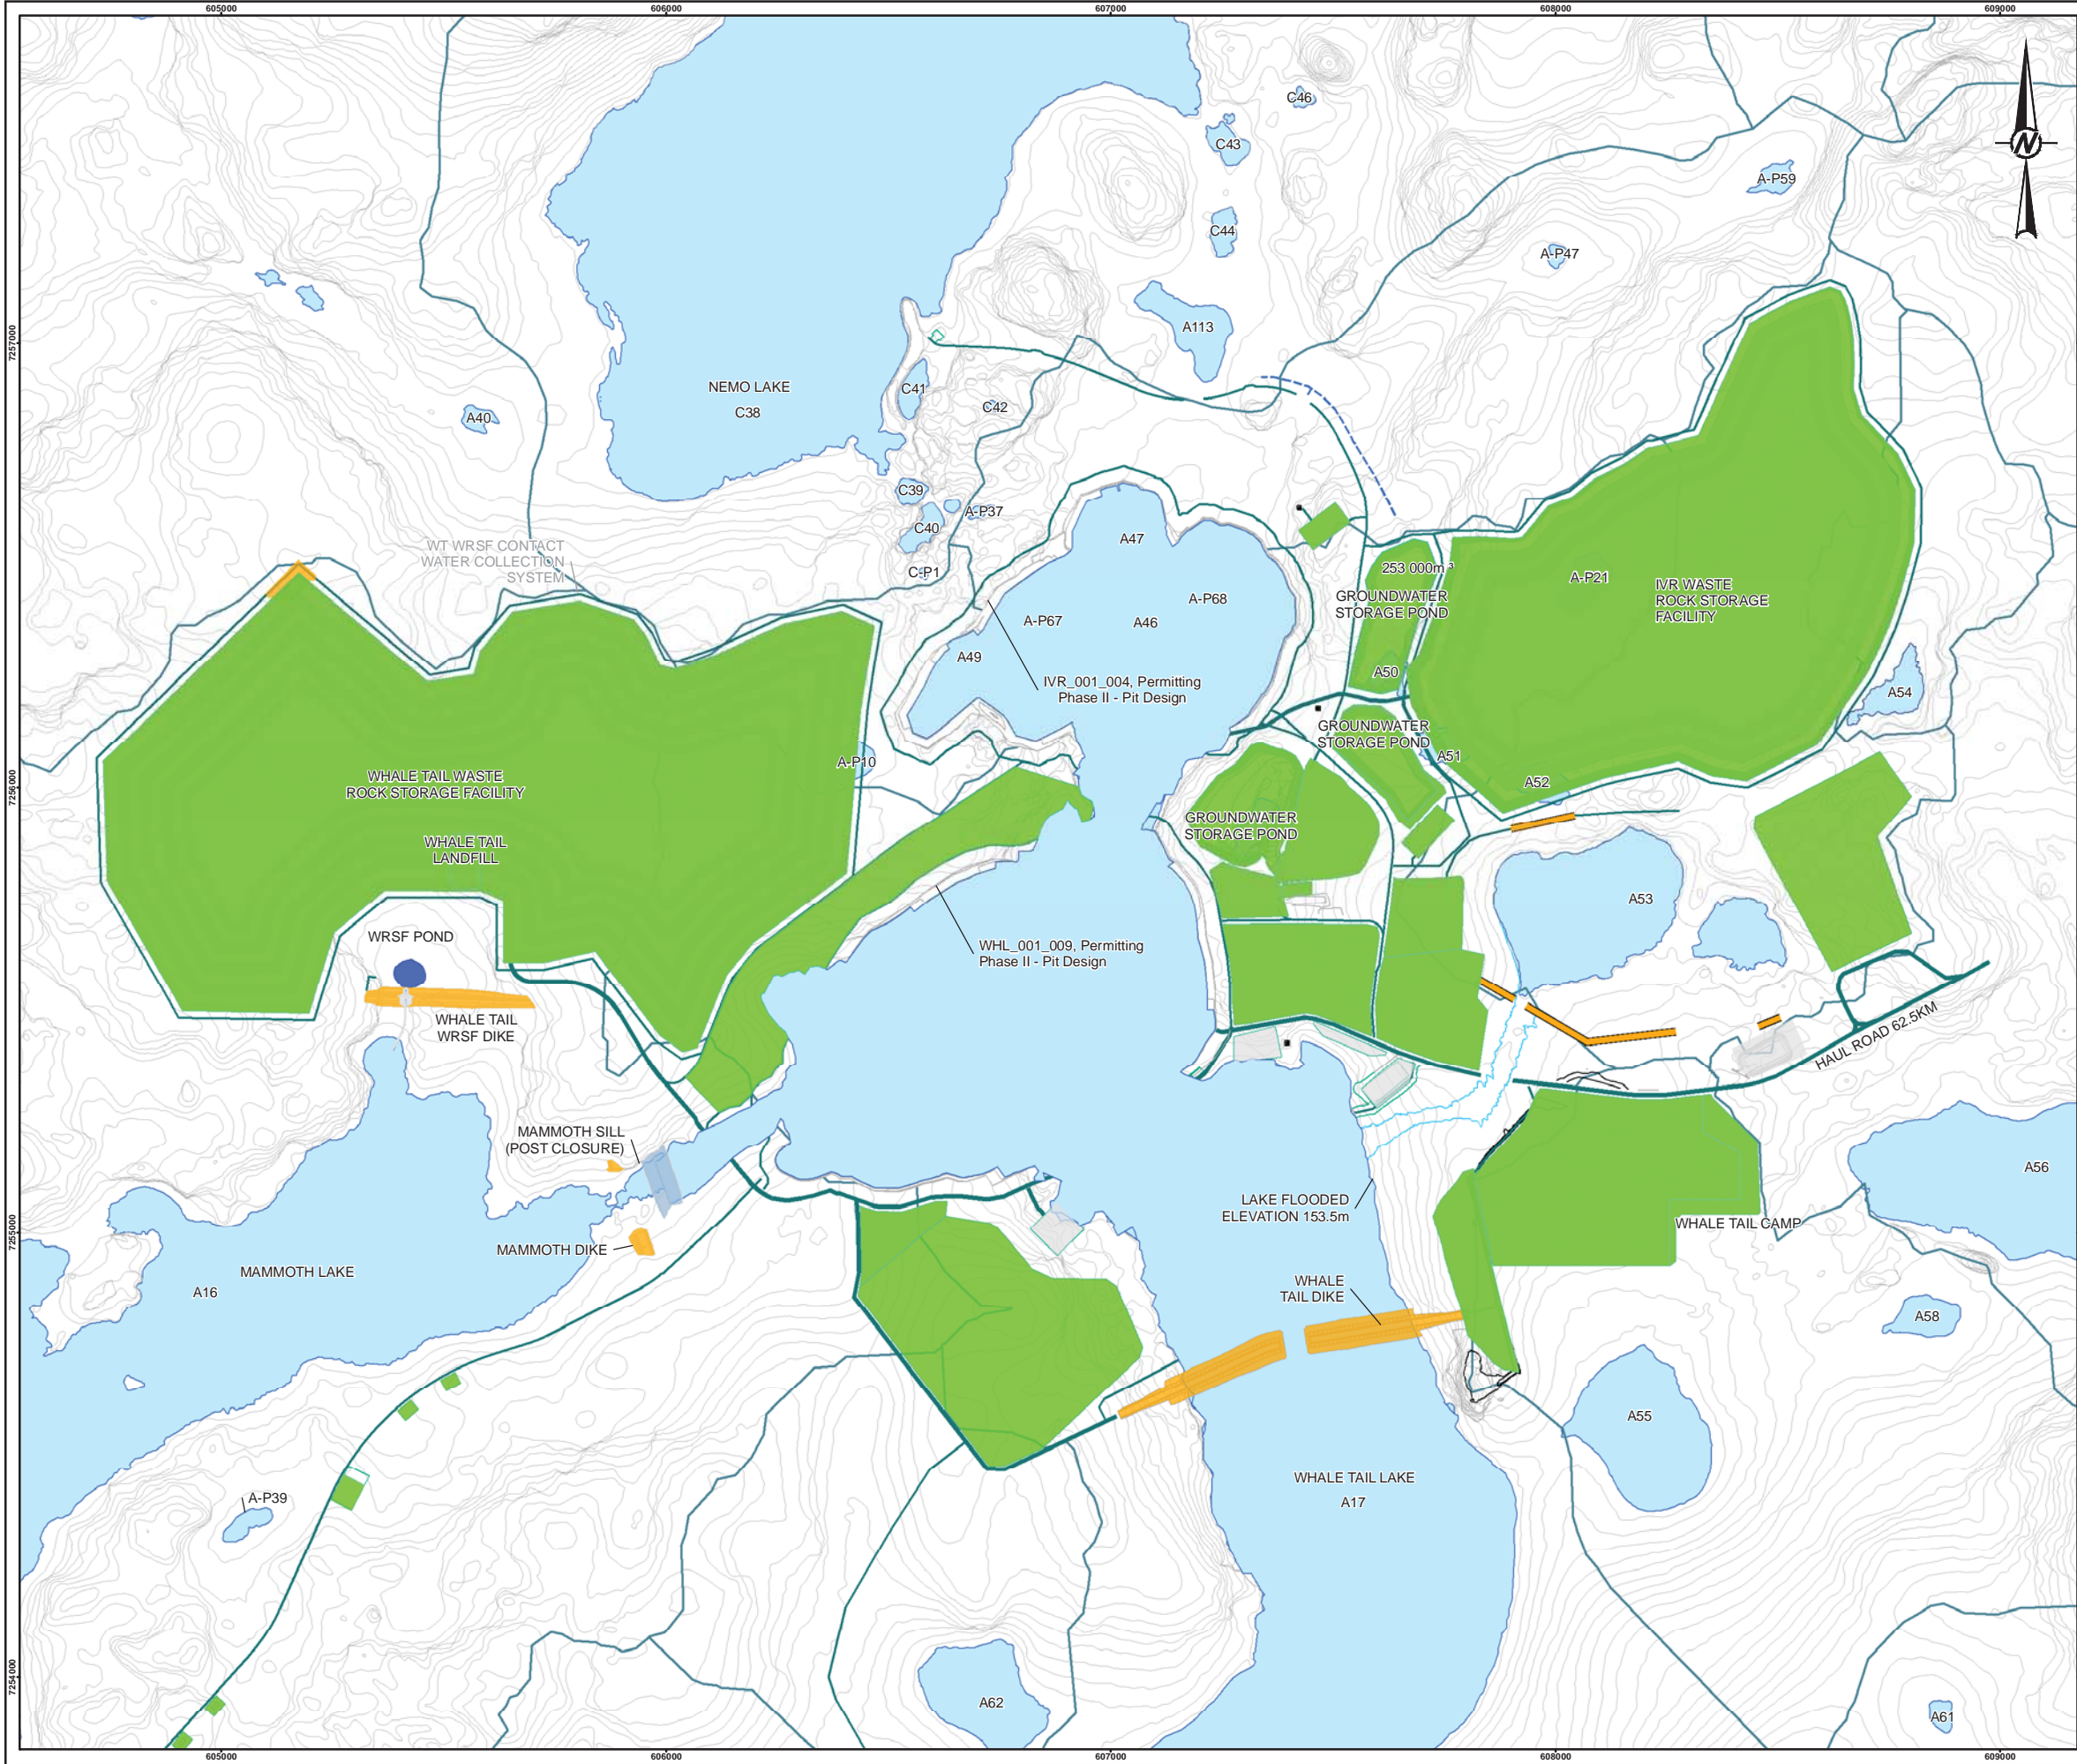 605000
606000
607000
608000
609000
C46
C43
N
A-P59
C44
A-P47
7257000
A113
NEMO LAKE
C38
C41
C42
A40
C39
A-P37
C40
A47
WT WRSF CONTACT
WATER COLLECTION
SYSTEM
C-P1
253 000m³
A-P21
IVR WASTE
ROCK STORAGE
FACILITY
GROUNDWATER
STORAGE POND
A-P68
A-P67
A46
A49
A50
IVR_001_004, Permitting
Phase II - Pit Design
A54
GROUNDWATER
STORAGE POND
A51
A-P10
WHALE TAIL WASTE
ROCK STORAGE FACILITY
7256000
A52
GROUNDWATER
STORAGE POND
WHALE TAIL
LANDFILL
A53
WRSF POND
WHL_001_009, Permitting
Phase II - Pit Design
WHALE TAIL
WRSF DIKE
HAUL ROAD 62.5KM
MAMMOTH SILL
(POST CLOSURE)
A56
LAKE FLOODED
ELEVATION 153.5m
WHALE TAIL CAMP
7255000
MAMMOTH DIKE
MAMMOTH LAKE
A16
WHALE
TAIL DIKE
A58
A55
WHALE TAIL LAKE
A17
A-P39
7254000
A62
A61
605000
606000
607000
608000
609000